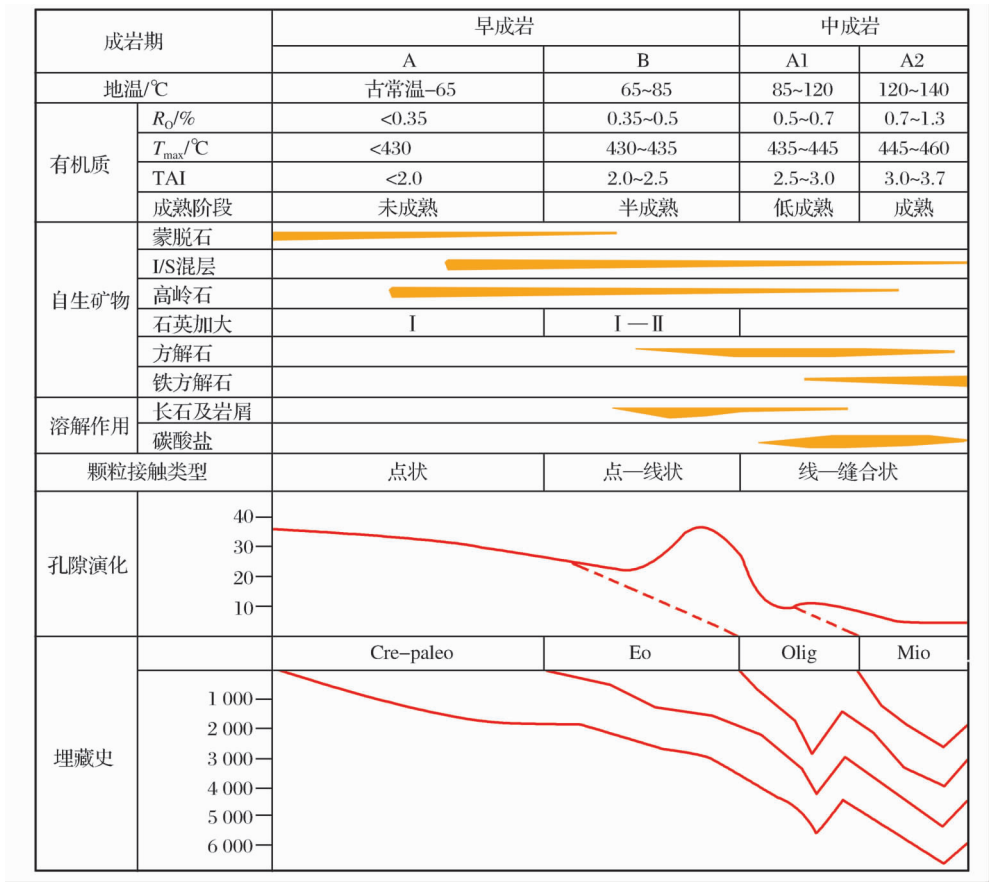 成岩期 早成岩 中成岩
A B A1 A2
地温/℃ 古常温-65 65~85 85~120 120~140
有机质
RO/% <0.35 0.35~0.5 0.5~0.7 0.7~1.3
Tmax/℃ <430 430~435 435~445 445~460
TAI <2.0 2.0~2.5 2.5~3.0 3.0~3.7
成熟阶段 未成熟 半成熟 低成熟 成熟
自生矿物
蒙脱石
I/S混层
高岭石
石英加大 Ⅰ Ⅰ—Ⅱ
方解石
铁方解石
溶解作用
长石及岩屑
碳酸盐
颗粒接触类型 点状 点—线状 线—缝合状
孔隙演化
40
30
20
10
Cre-paleo Eo Olig Mio
埋藏史
1 000
2 000
3 000
4 000
5 000
6 000